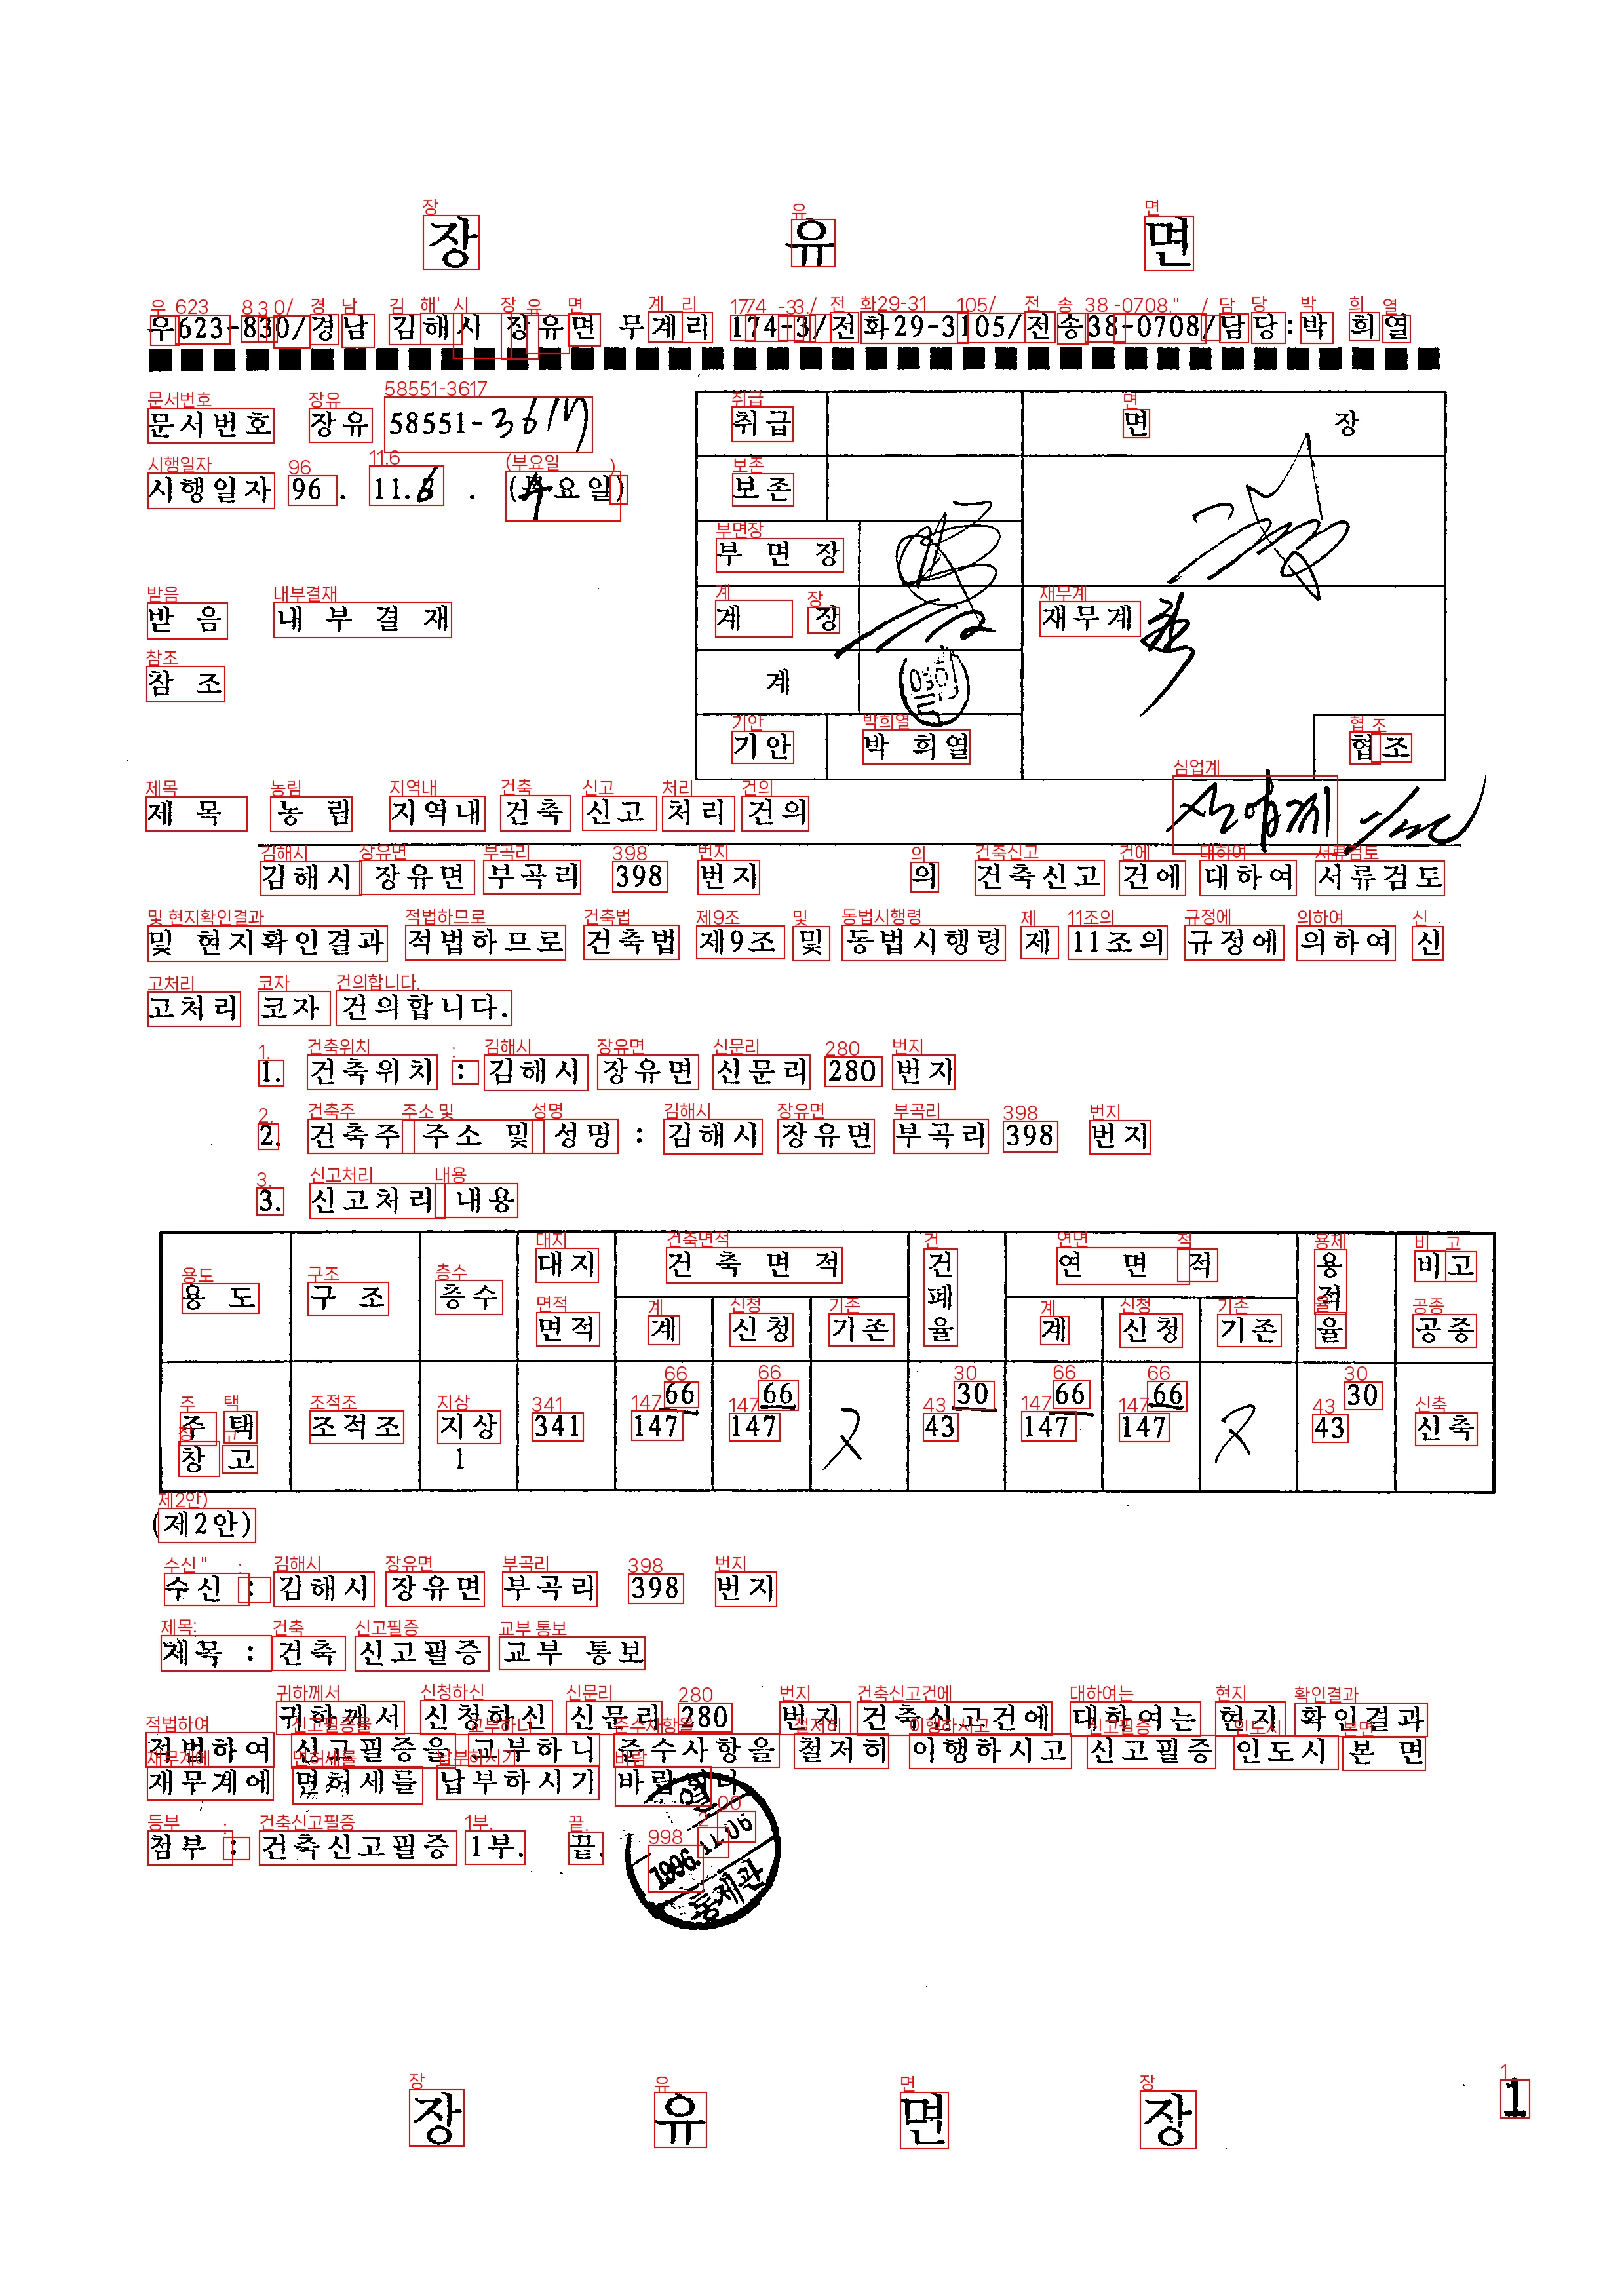 장 유 면
우623-830/경남 김해시 장유면 무계리 174-3/전화29-3105/전송38-0708/담당:박 희열
문서번호 장유 58551-3617
시행일자 96. 11.6. (수요일)
받음 내부결재
참조
취급 면 장
보존
부면장
계 장 재무계
계
기안 박희열 협조
제목 농림 지역내 건축 신고 처리 건의
김해시 장유면 부곡리 398 번지 의 건축신고 건에 대하여 서류검토
및 현지확인결과 적법하므로 건축법 제9조 및 동법시행령 제 11조의 규정에 의하여 신
고처리 코자 건의합니다.
1. 건축위치 : 김해시 장유면 신문리 280 번지
2. 건축주 주소 및 성명 : 김해시 장유면 부곡리 398 번지
3. 신고처리 내용
용도 구조 층수 대지 면적 건축면적 건폐율 연면적 용적율 비고
계 신청 기존 계 신청 기존 공종
66 66 30 66 66 30
주택 조적조 지상 341 147 147 43 147 147 43 신축
창고 1
(제2안)
수신 : 김해시 장유면 부곡리 398 번지
제목 : 건축 신고필증 교부 통보
귀하께서 신청하신 신문리 280 번지 건축신고건에 대하여는 현지 확인결과
적법하여 신고필증을 교부하니 준수사항을 철저히 이행하시고 신고필증 인도시 본 면
재무계에 면허세를 납부하시기 바랍니다
첨부 : 건축신고필증 1부. 끝.
1996.11.06
통제관
장 유 면 장
1